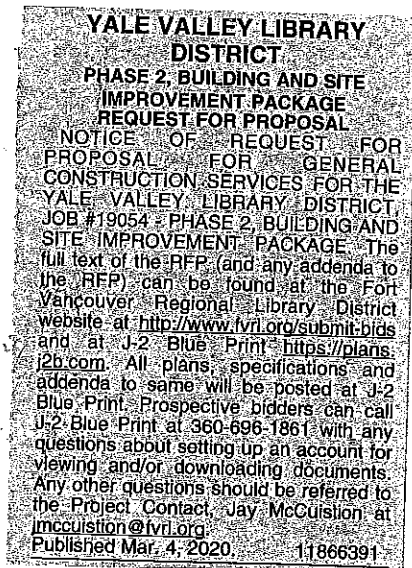 YALE VALLEY LIBRARY
DISTRICT
PHASE 2, BUILDING AND SITE
IMPROVEMENT PACKAGE
REQUEST FOR PROPOSAL
NOTICE OF REQUEST FOR
PROPOSAL FOR GENERAL
CONSTRUCTION SERVICES FOR THE
YALE VALLEY LIBRARY DISTRICT,
JOB #19054 - PHASE 2, BUILDING AND
SITE IMPROVEMENT PACKAGE The
full text of the RFP (and any addenda to
the RFP) can be found at the Fort
Vancouver Regional Library District
website at http://www.fvrl.org/submit-bids
and at J-2 Blue Print https://plans.
j2b.com. All plans, specifications and
addenda to same will be posted at J-2
Blue Print. Prospective bidders can call
J-2 Blue Print at 360-696-1861 with any
questions about setting up an account for
viewing and/or downloading documents.
Any other questions should be referred to
the Project Contact, Jay McCuistion at
jmccuistion@fvrl.org.
Published Mar. 4, 2020. 11866391